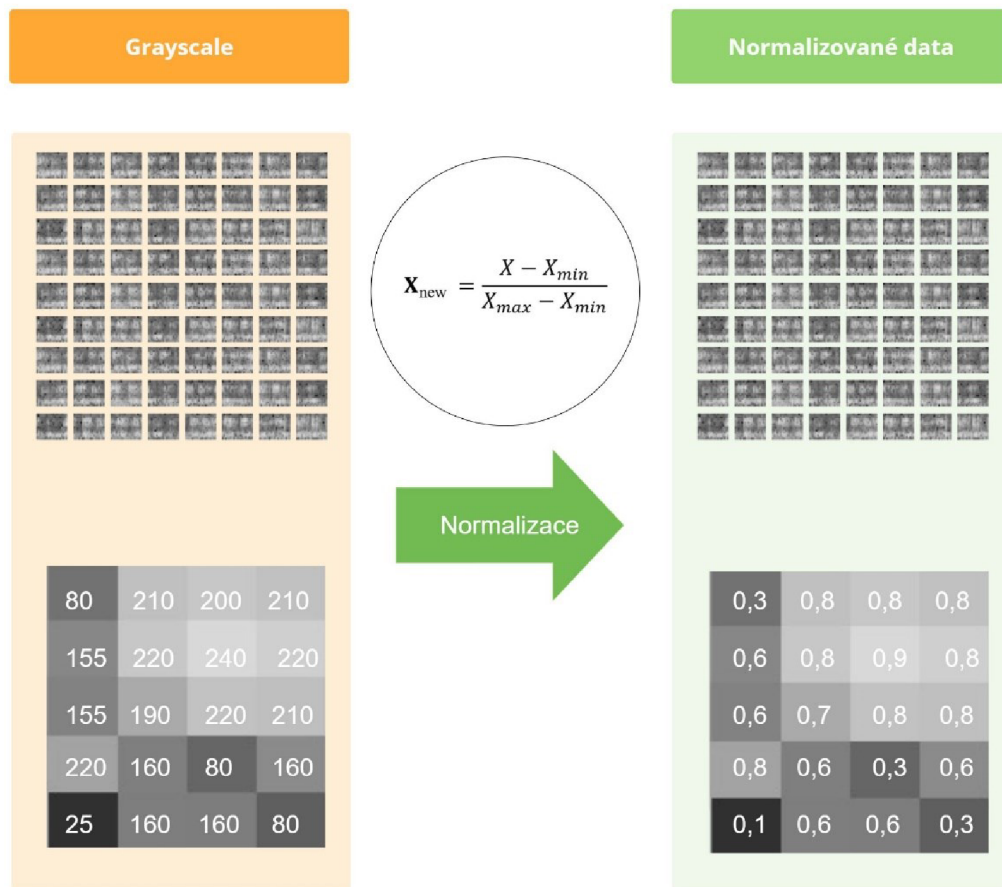 Grayscale
Normalizované data
X_new = (X − X_min) / (X_max − X_min)
Normalizace
80 210 200 210
155 220 240 220
155 190 220 210
220 160 80 160
25 160 160 80
0,3 0,8 0,8 0,8
0,6 0,8 0,9 0,8
0,6 0,7 0,8 0,8
0,8 0,6 0,3 0,6
0,1 0,6 0,6 0,3